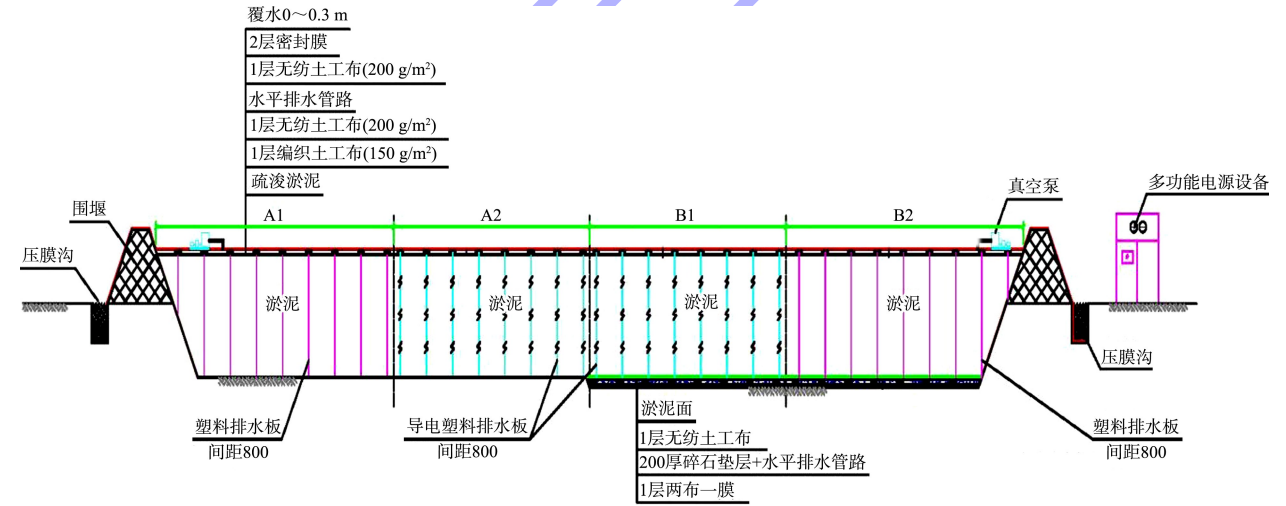 覆水0～0.3 m
2层密封膜
1层无纺土工布(200 g/m²)
水平排水管路
1层无纺土工布(200 g/m²)
1层编织土工布(150 g/m²)
疏浚淤泥
真空泵
多功能电源设备
围堰
A1
A2
B1
B2
压膜沟
淤泥
淤泥
淤泥
淤泥
压膜沟
塑料排水板
间距800
导电塑料排水板
间距800
淤泥面
1层无纺土工布
200厚碎石垫层+水平排水管路
1层两布一膜
塑料排水板
间距800